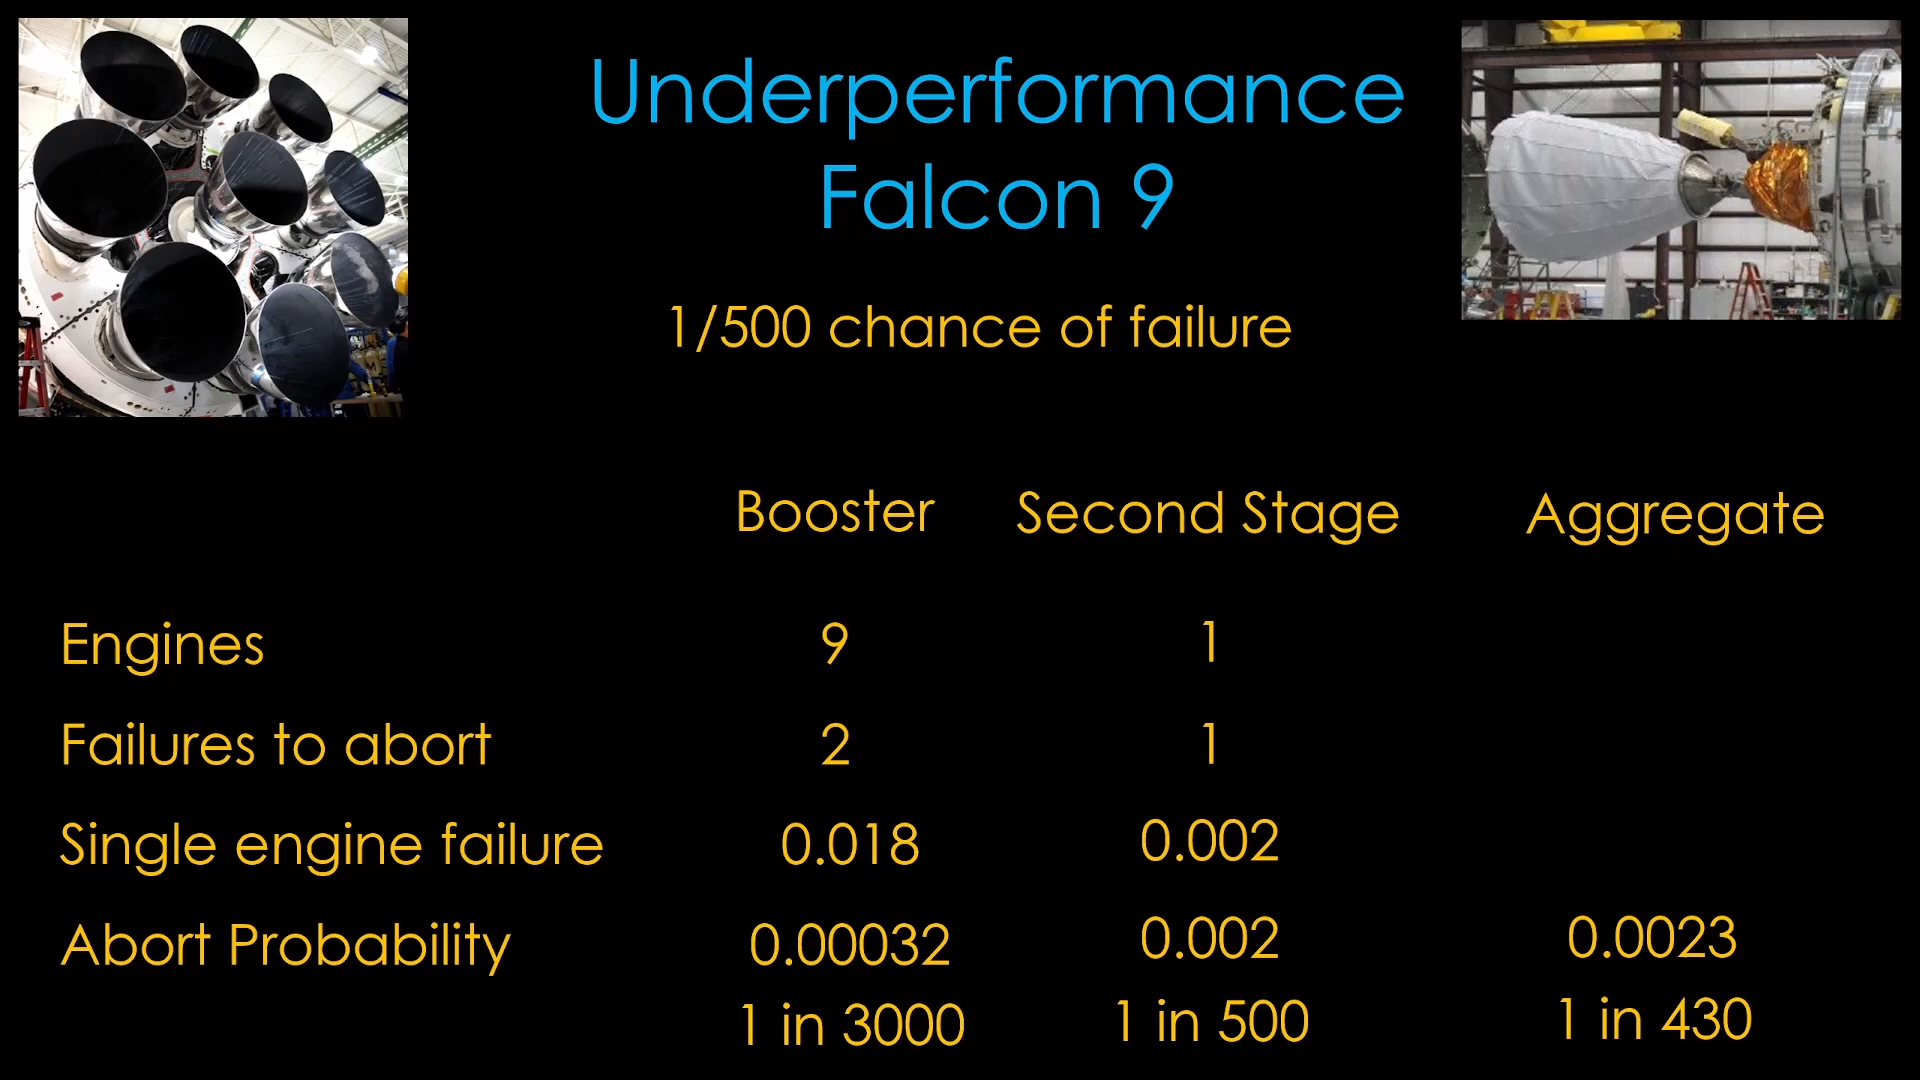 Underperformance
Falcon 9
1/500 chance of failure
Booster Second Stage Aggregate
Engines 9 1
Failures to abort 2 1
Single engine failure 0.018 0.002
Abort Probability 0.00032 0.002 0.0023
1 in 3000 1 in 500 1 in 430